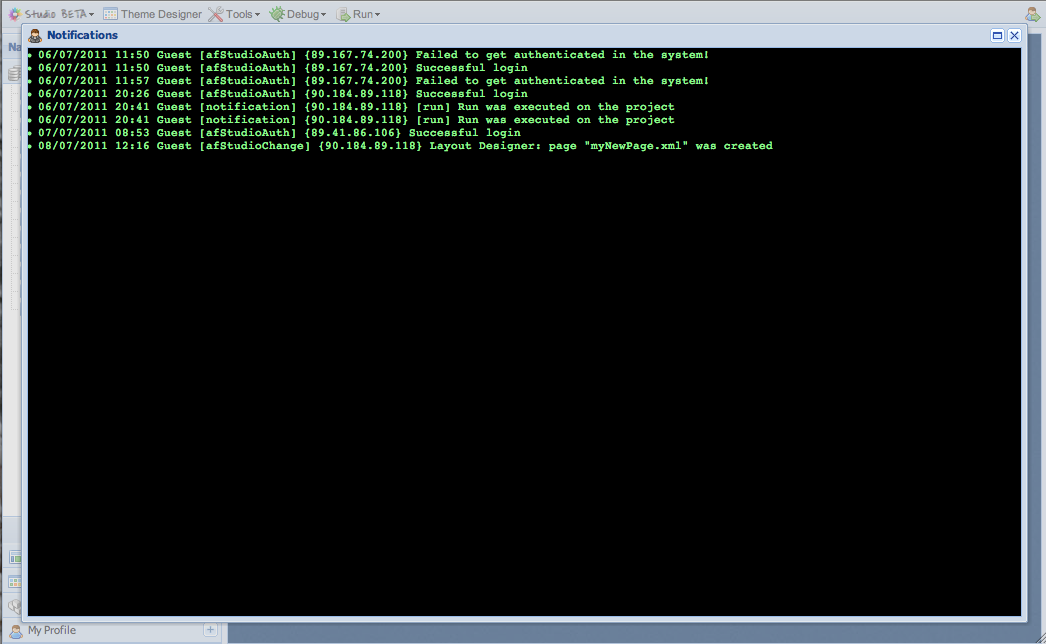 Studio BETA Theme Designer Tools Debug Run
Notifications
Na
• 06/07/2011 11:50 Guest [afStudioAuth] {89.167.74.200} Failed to get authenticated in the system!
• 06/07/2011 11:50 Guest [afStudioAuth] {89.167.74.200} Successful login
• 06/07/2011 11:57 Guest [afStudioAuth] {89.167.74.200} Failed to get authenticated in the system!
• 06/07/2011 20:26 Guest [afStudioAuth] {90.184.89.118} Successful login
• 06/07/2011 20:41 Guest [notification] {90.184.89.118} [run] Run was executed on the project
• 06/07/2011 20:41 Guest [notification] {90.184.89.118} [run] Run was executed on the project
• 07/07/2011 08:53 Guest [afStudioAuth] {89.41.86.106} Successful login
• 08/07/2011 12:16 Guest [afStudioChange] {90.184.89.118} Layout Designer: page "myNewPage.xml" was created
My Profile